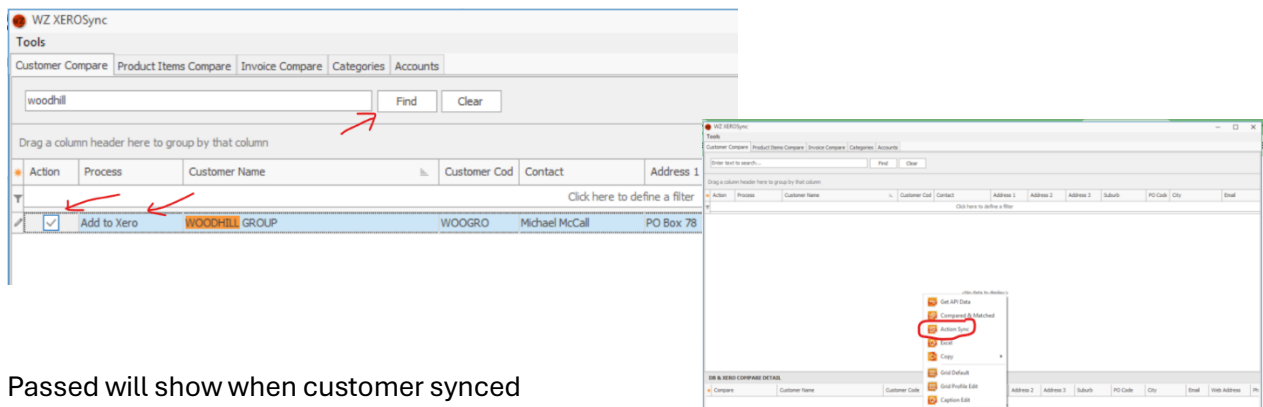 WZ XEROSync
Tools
Customer Compare Product Items Compare Invoice Compare Categories Accounts
woodhill Find Clear
Drag a column header here to group by that column
Action Process Customer Name Customer Cod Contact Address 1
Click here to define a filter
Add to Xero WOODHILL GROUP WOOGRO Michael McCall PO Box 78
WZ XEROSync
Tools
Customer Compare Product Items Compare Invoice Compare Categories Accounts
Enter text to search... Find Clear
Drag a column header here to group by that column
Action Process Customer Name Customer Cod Contact Address 1 Address 2 Address 3 Suburb PO Code City Email
Click here to define a filter
Get API Data
Compared & Matched
Action Sync
Excel
Copy
Grid Default
Grid Profile Edit
Caption Edit
DB & XERO COMPARE DETAIL
Compare Customer Name Customer Code Address 2 Address 3 Suburb PO Code City Email Web Address Ph
Passed will show when customer synced